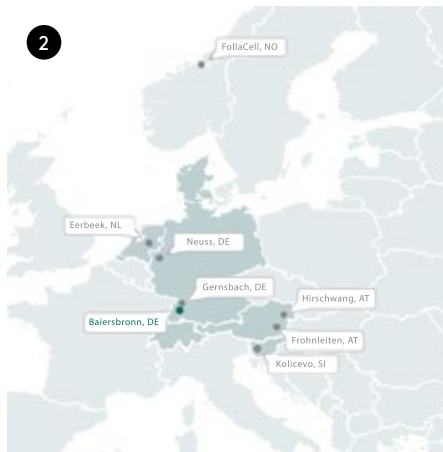 2
FollaCell, NO
Eerbeek, NL
Neuss, DE
Gernsbach, DE
Hirschwang, AT
Baiersbronn, DE
Frohnleiten, AT
Kolicevo, SI